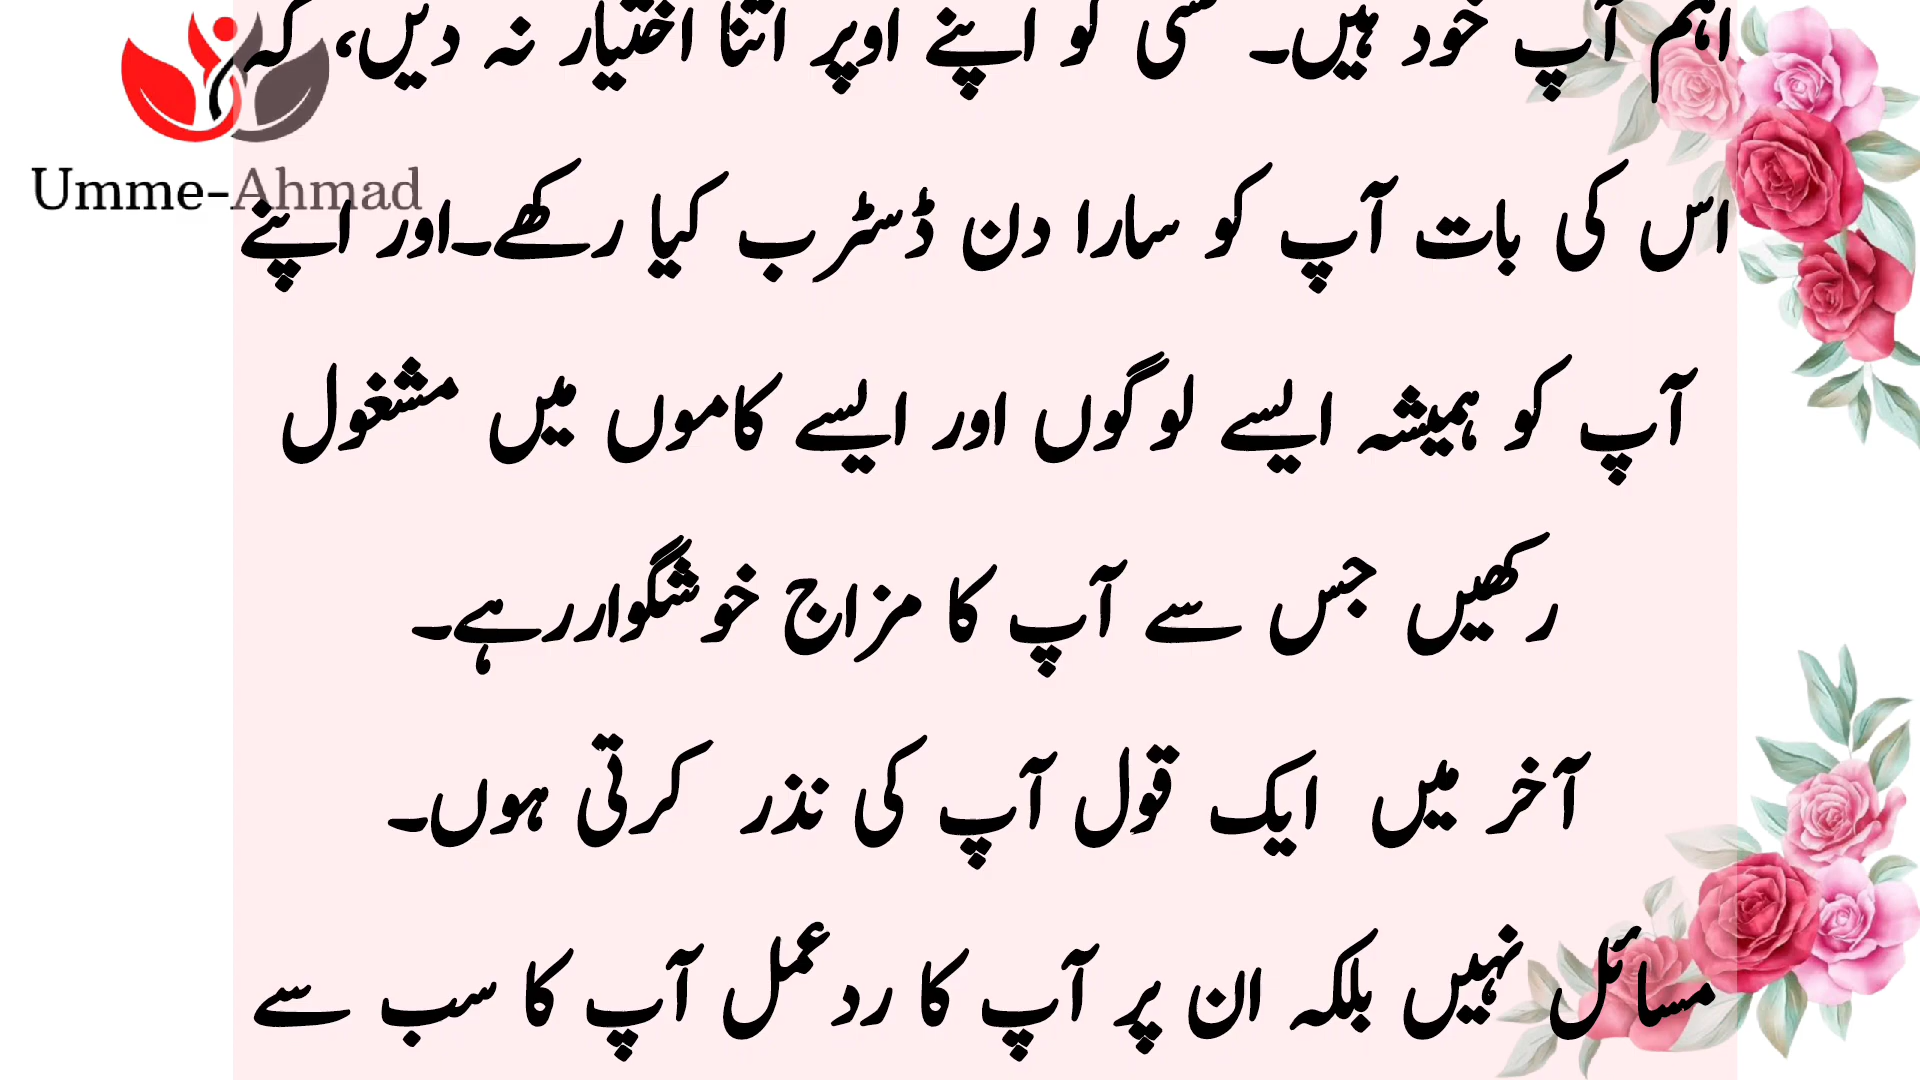 اہم آپ خود ہیں۔ کسی کو اپنے اوپر اتنا اختیار نہ دیں، کہ
Umme-Ahmad
اس کی بات آپ کو سارا دن ڈسٹرب کیا رکھے۔اور اپنے
آپ کو ہمیشہ ایسے لوگوں اور ایسے کاموں میں مشغول
رکھیں جس سے آپ کا مزاج خوشگواررہے۔
آخر میں ایک قول آپ کی نذر کرتی ہوں۔
مسائل نہیں بلکہ ان پر آپ کا ردعمل آپ کا سب سے